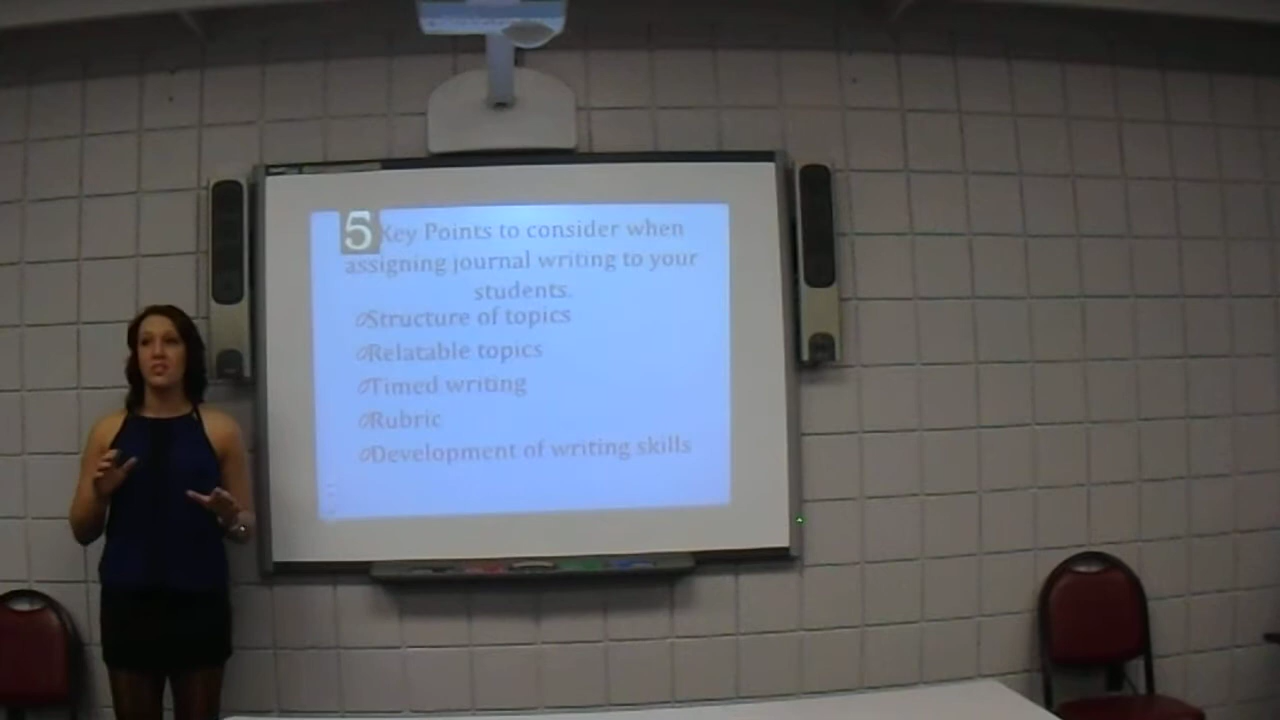 5 Key Points to consider when
assigning journal writing to your
students.
Structure of topics
Relatable topics
Timed writing
Rubric
Development of writing skills